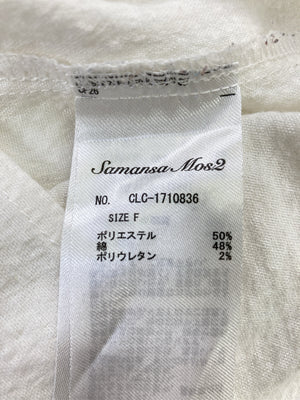 Samansa Mos2
NO. CLC-1710836
SIZE F
ポリエステル 50%
綿 48%
ポリウレタン 2%